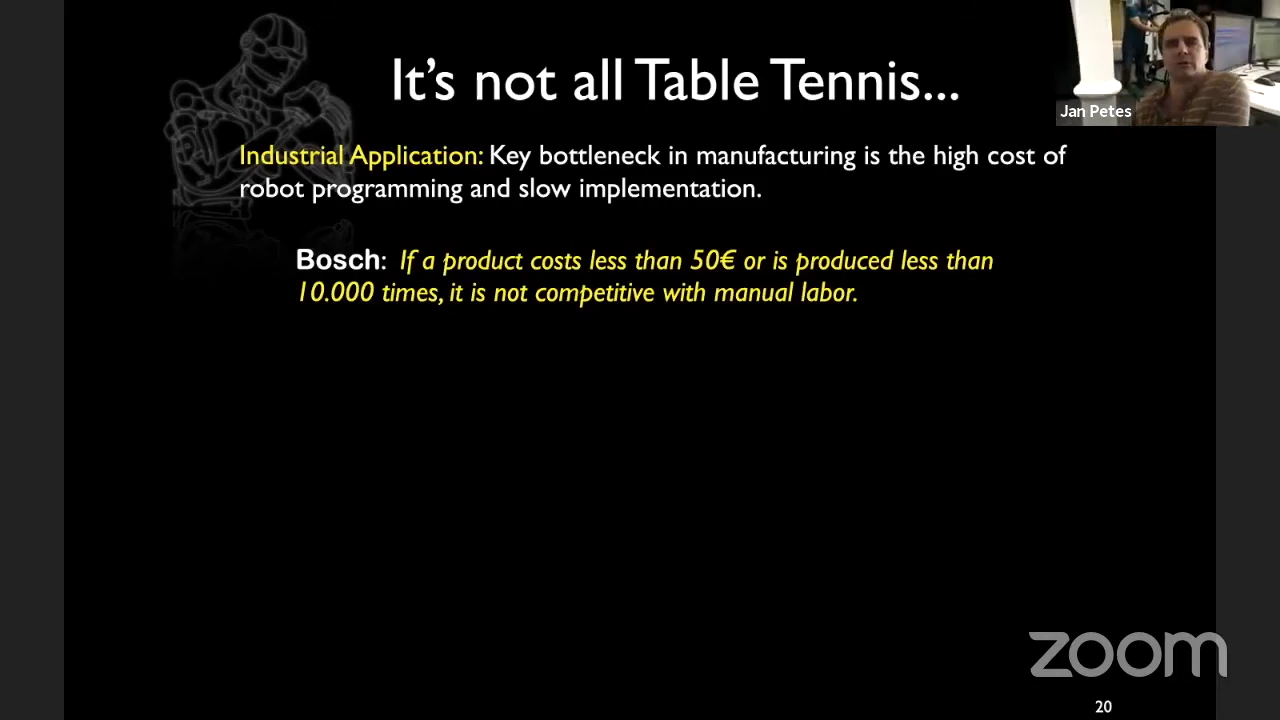 It's not all Table Tennis...
Jan Petes
Industrial Application: Key bottleneck in manufacturing is the high cost of
robot programming and slow implementation.
Bosch: If a product costs less than 50€ or is produced less than
10.000 times, it is not competitive with manual labor.
zoom
20